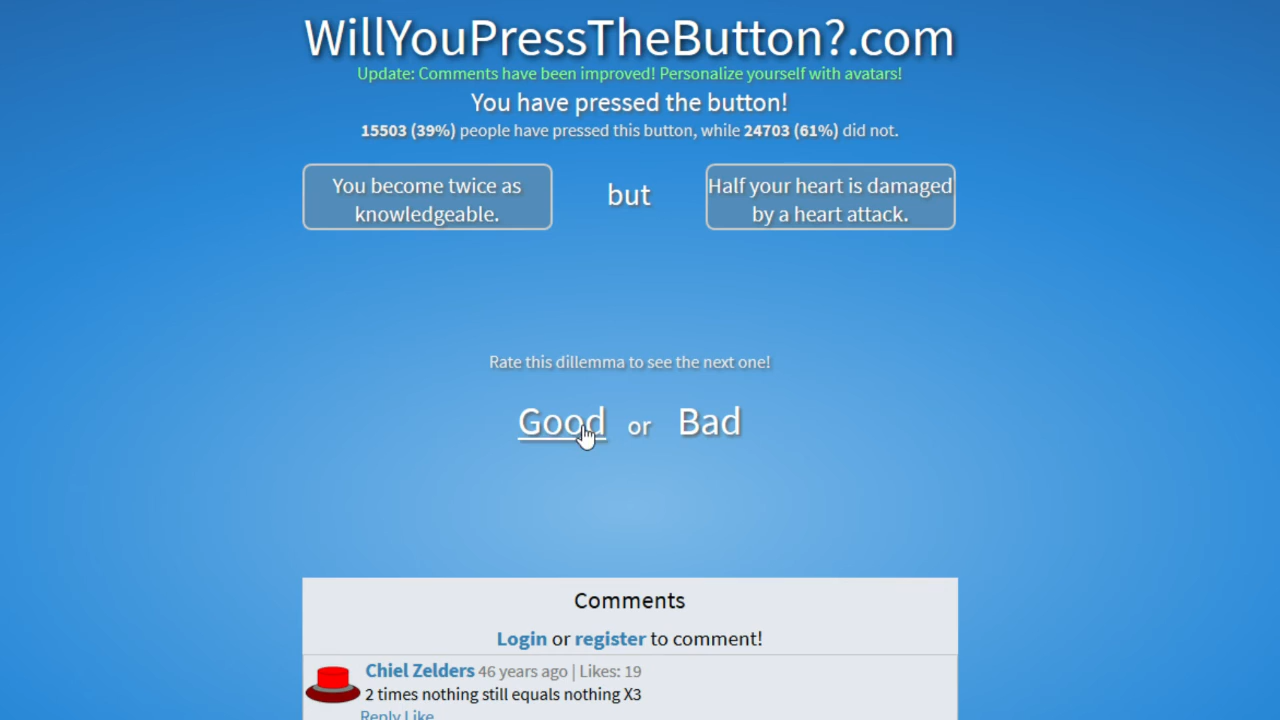 WillYouPressTheButton?.com
Update: Comments have been improved! Personalize yourself with avatars!
You have pressed the button!
15503 (39%) people have pressed this button, while 24703 (61%) did not.
You become twice as
knowledgeable.
but
Half your heart is damaged
by a heart attack.
Rate this dillemma to see the next one!
Good or Bad
Comments
Login or register to comment!
Chiel Zelders 46 years ago | Likes: 19
2 times nothing still equals nothing X3
Reply Like